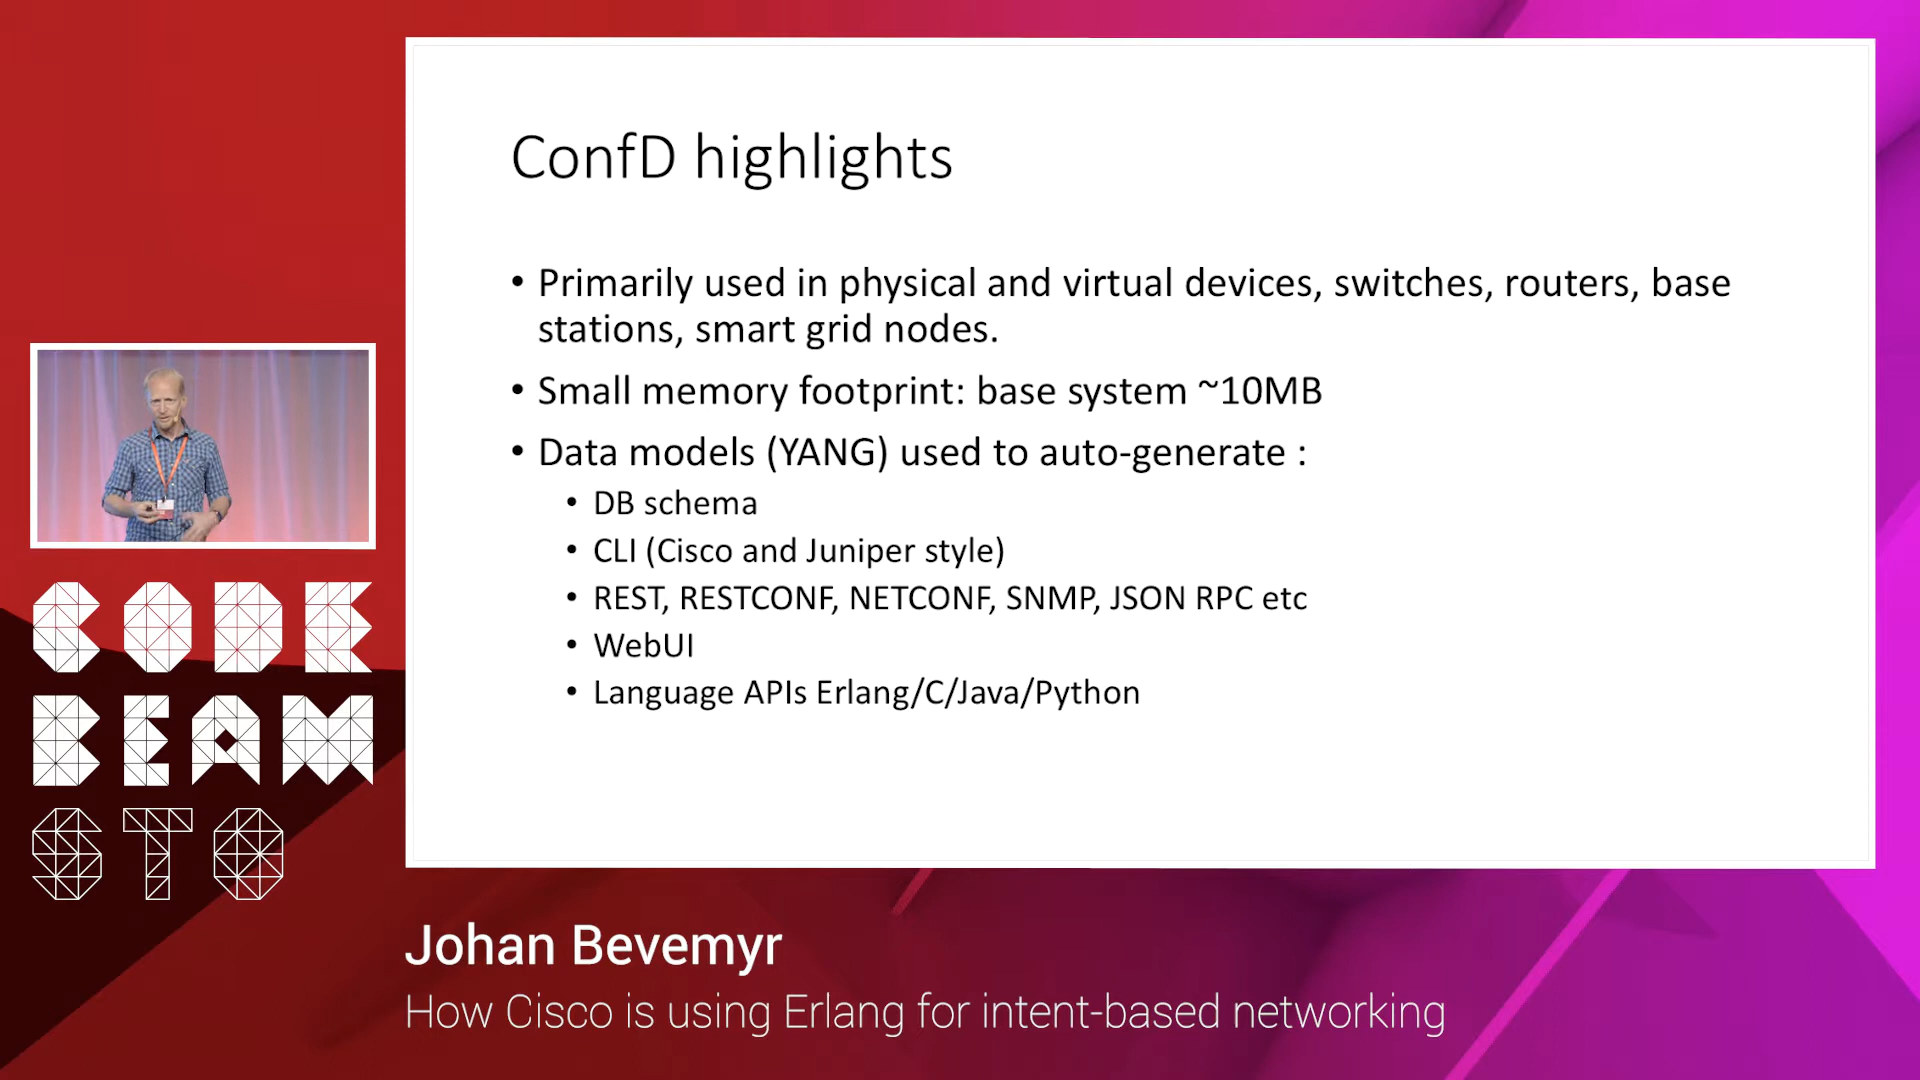 ConfD highlights
• Primarily used in physical and virtual devices, switches, routers, base
stations, smart grid nodes.
• Small memory footprint: base system ~10MB
• Data models (YANG) used to auto-generate :
• DB schema
• CLI (Cisco and Juniper style)
• REST, RESTCONF, NETCONF, SNMP, JSON RPC etc
• WebUI
• Language APIs Erlang/C/Java/Python
CODE
BEAM
STO
Johan Bevemyr
How Cisco is using Erlang for intent-based networking